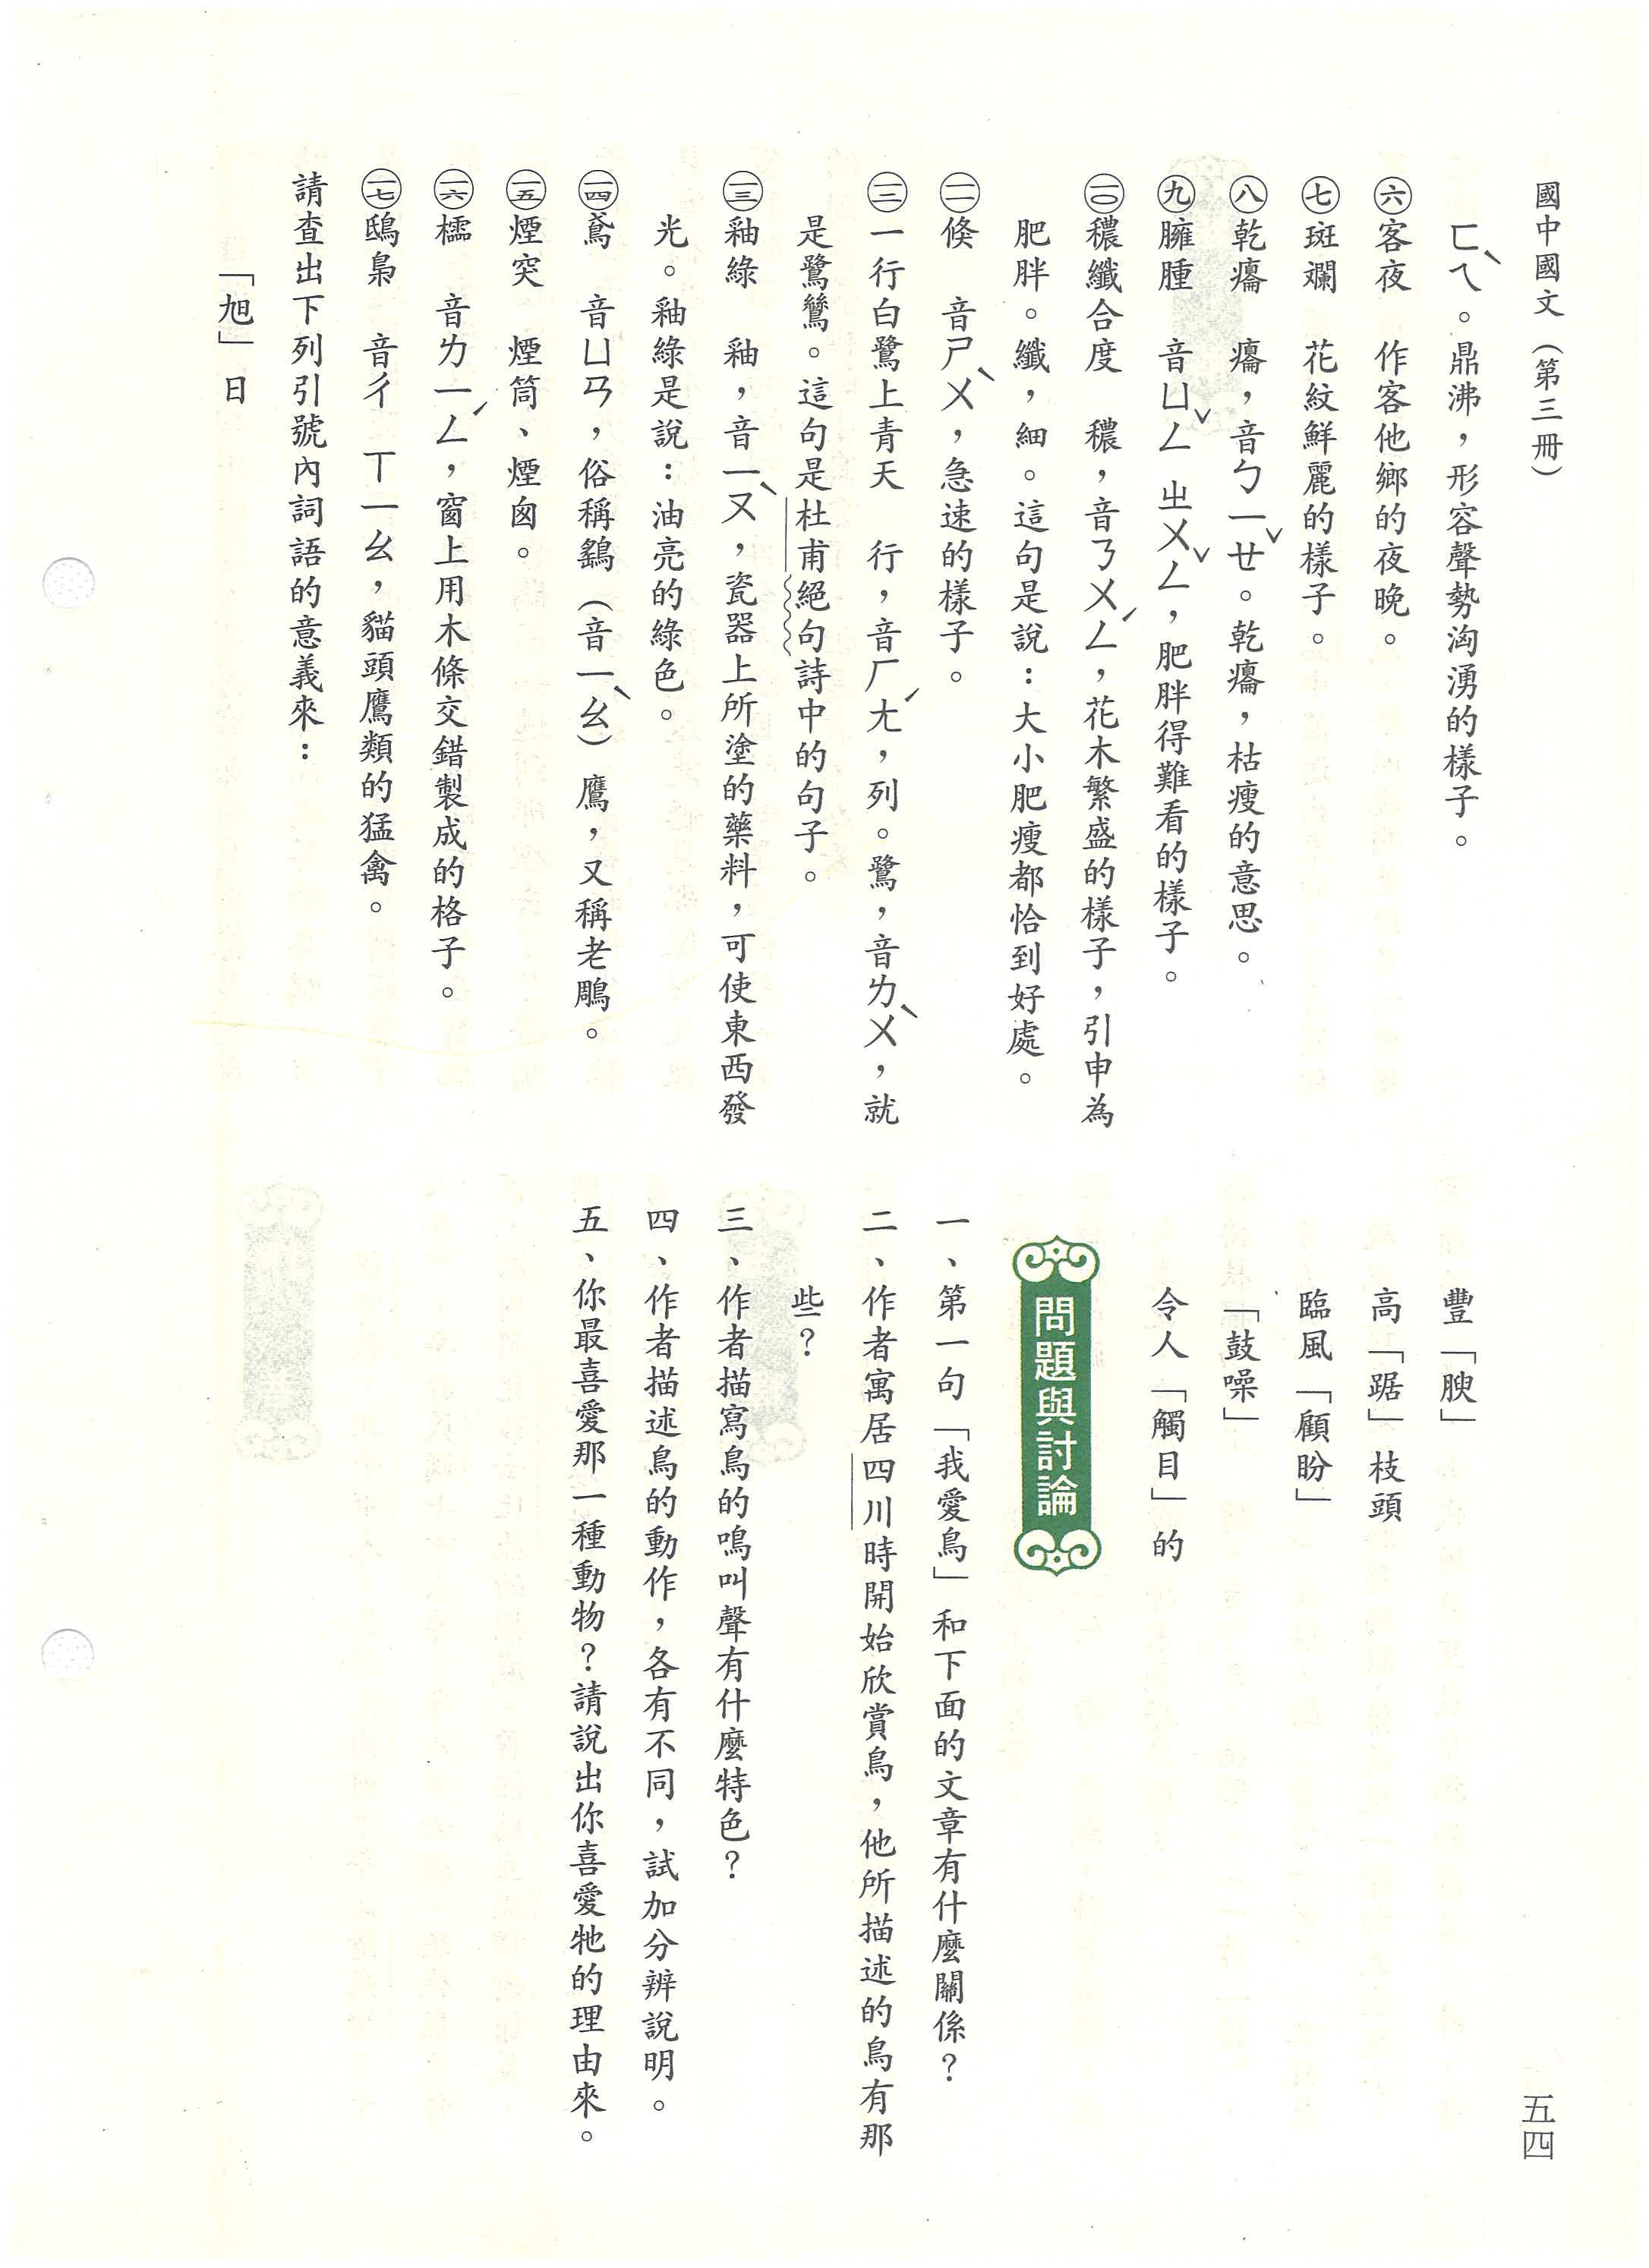 國中國文（第三冊）
ㄈㄟˋ。鼎沸，形容聲勢洶湧的樣子。
㊅客夜　作客他鄉的夜晚。
㊆斑斕　花紋鮮麗的樣子。
㊇乾癟　癟，音ㄅㄧㄝˇ。乾癟，枯瘦的意思。
㊈臃腫　音ㄩㄥˇ ㄓㄨㄥˇ，肥胖得難看的樣子。
㊀㊉穠纖合度　穠，音ㄋㄨㄥˊ，花木繁盛的樣子，引申為
肥胖。纖，細。這句是說：大小肥瘦都恰到好處。
㊀㊀倏　音ㄕㄨˋ，急速的樣子。
㊀㊁一行白鷺上青天　行，音ㄏㄤˊ，列。鷺，音ㄌㄨˋ，就
是鷺鷥。這句是杜甫絕句詩中的句子。
㊀㊂釉綠　釉，音ㄧㄡˋ，瓷器上所塗的藥料，可使東西發
光。釉綠是說：油亮的綠色。
㊀㊃鳶　音ㄩㄢ，俗稱鷂（音ㄧㄠˋ）鷹，又稱老鵰。
㊀㊄煙突　煙筒、煙囪。
㊀㊅櫺　音ㄌㄧㄥˊ，窗上用木條交錯製成的格子。
㊀㊆鴟梟　音ㄔ ㄒㄧㄠ，貓頭鷹類的猛禽。
請查出下列引號內詞語的意義來：
「旭」日
豐「腴」
高「踞」枝頭
臨風「顧盼」
「鼓噪」
令人「觸目」的
問題與討論
一、第一句「我愛鳥」和下面的文章有什麼關係？
二、作者寓居四川時開始欣賞鳥，他所描述的鳥有那
些？
三、作者描寫鳥的鳴叫聲有什麼特色？
四、作者描述鳥的動作，各有不同，試加分辨說明。
五、你最喜愛那一種動物？請說出你喜愛牠的理由來。
五四